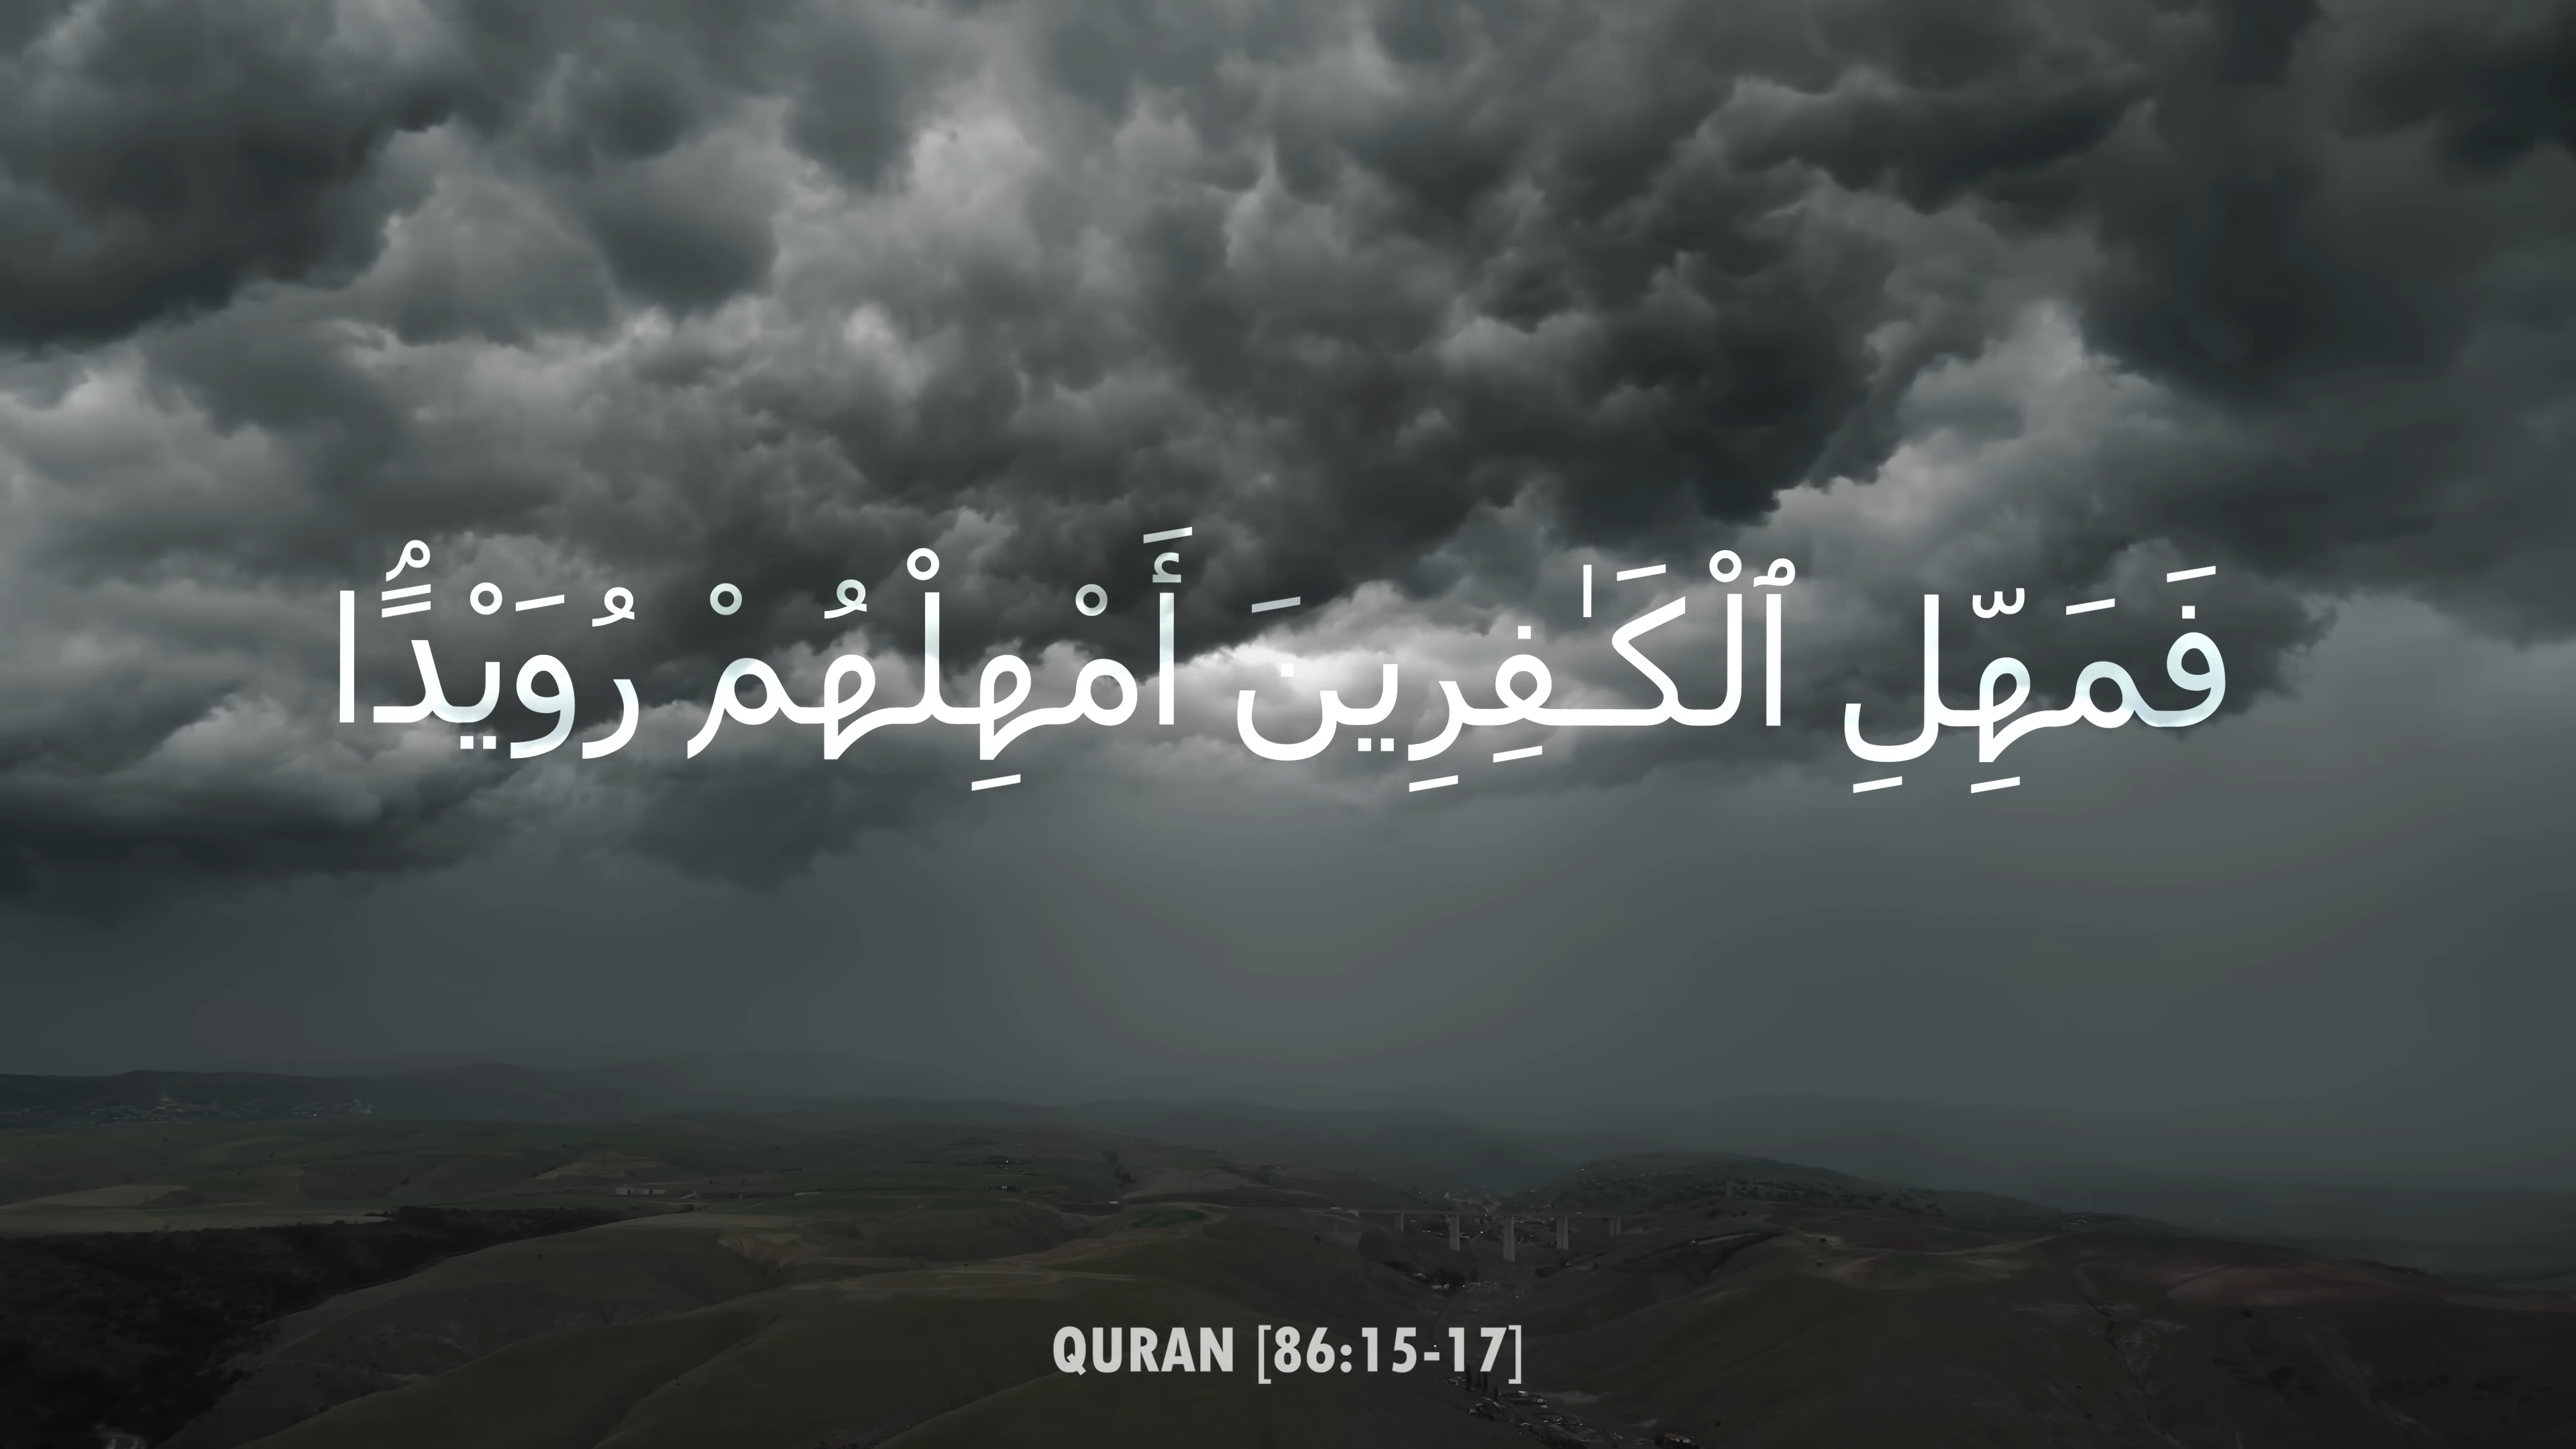 فَمَهِّلِ ٱلْكَـٰفِرِينَ أَمْهِلْهُمْ رُوَيْدًۢا
QURAN [86:15-17]